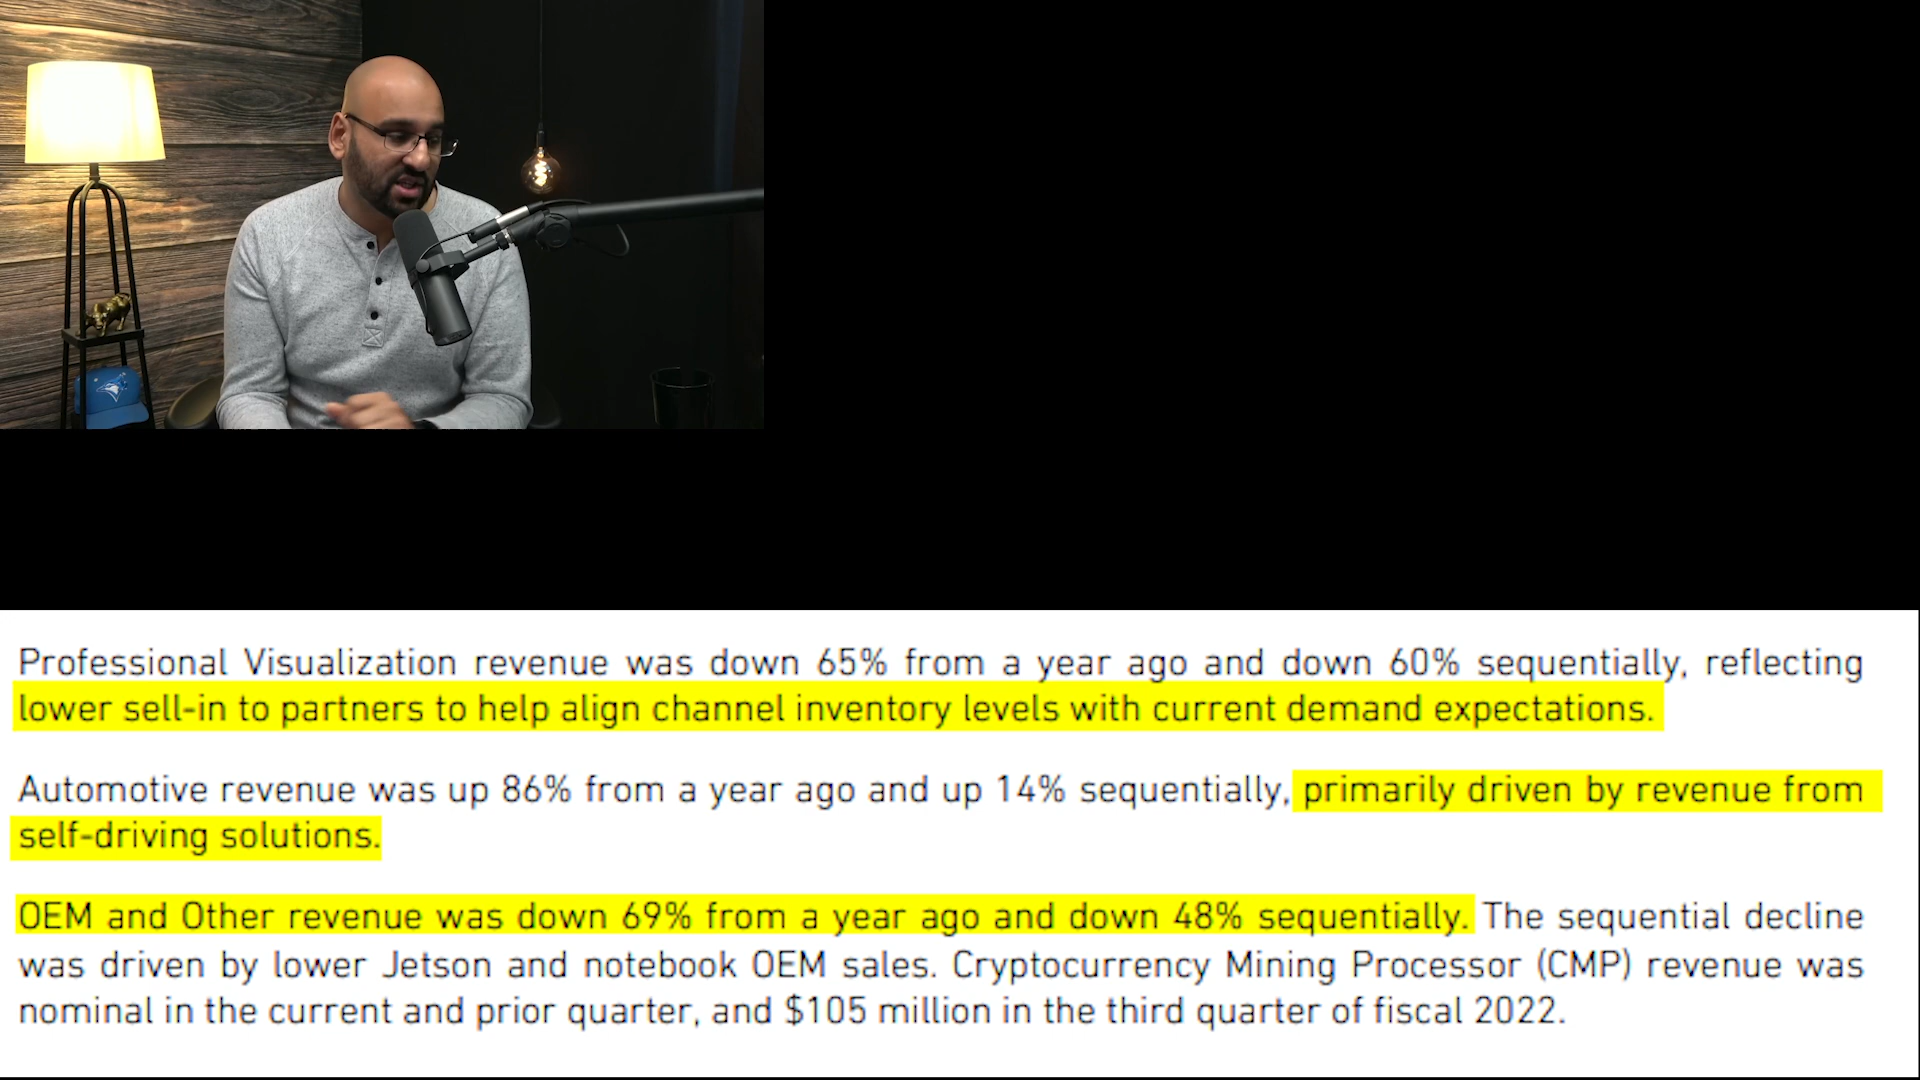 Professional Visualization revenue was down 65% from a year ago and down 60% sequentially, reflecting
lower sell-in to partners to help align channel inventory levels with current demand expectations.
Automotive revenue was up 86% from a year ago and up 14% sequentially, primarily driven by revenue from
self-driving solutions.
OEM and Other revenue was down 69% from a year ago and down 48% sequentially. The sequential decline
was driven by lower Jetson and notebook OEM sales. Cryptocurrency Mining Processor (CMP) revenue was
nominal in the current and prior quarter, and $105 million in the third quarter of fiscal 2022.